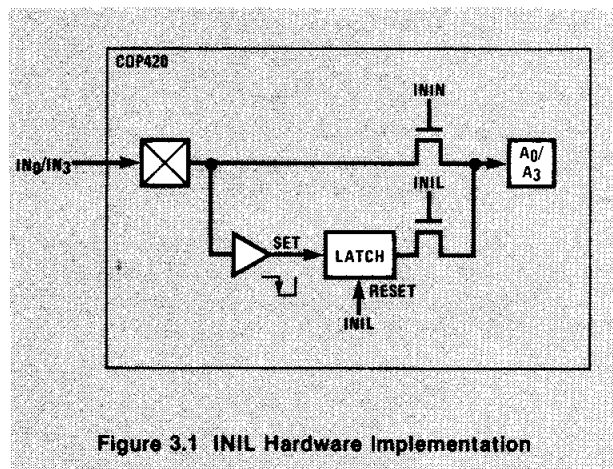 COP420
ININ
IN0/IN3
A0/
A3
INIL
SET
LATCH
RESET
INIL
Figure 3.1 INIL Hardware Implementation